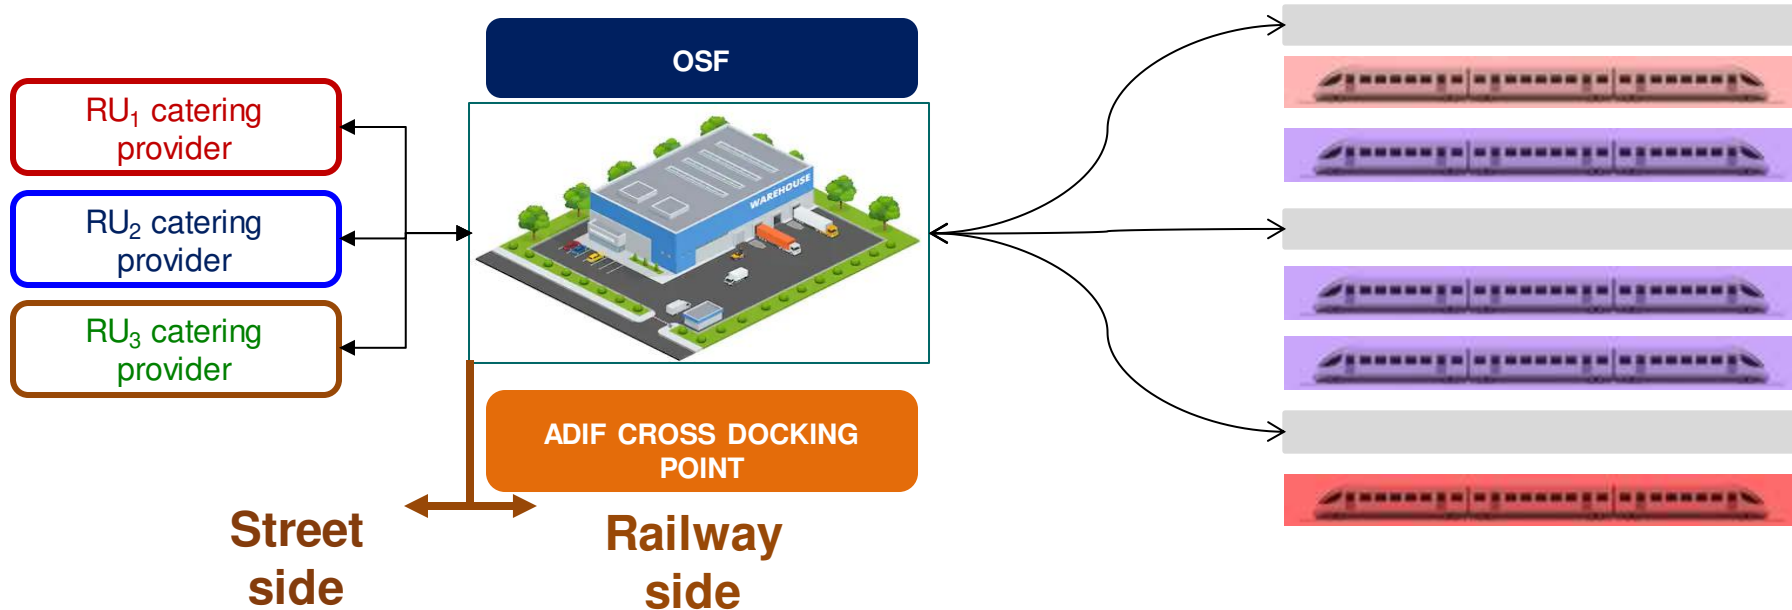 OSF
RU₁ catering
provider
RU₂ catering
provider
RU₃ catering
provider
WAREHOUSE
ADIF CROSS DOCKING
POINT
Street
side
Railway
side